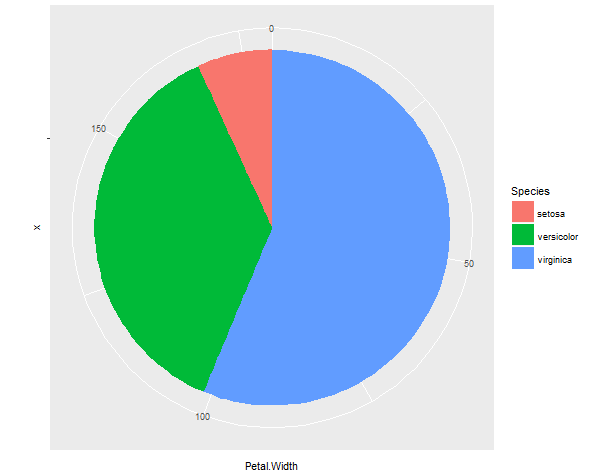 0
150
50
100
x
Petal.Width
Species
setosa
versicolor
virginica